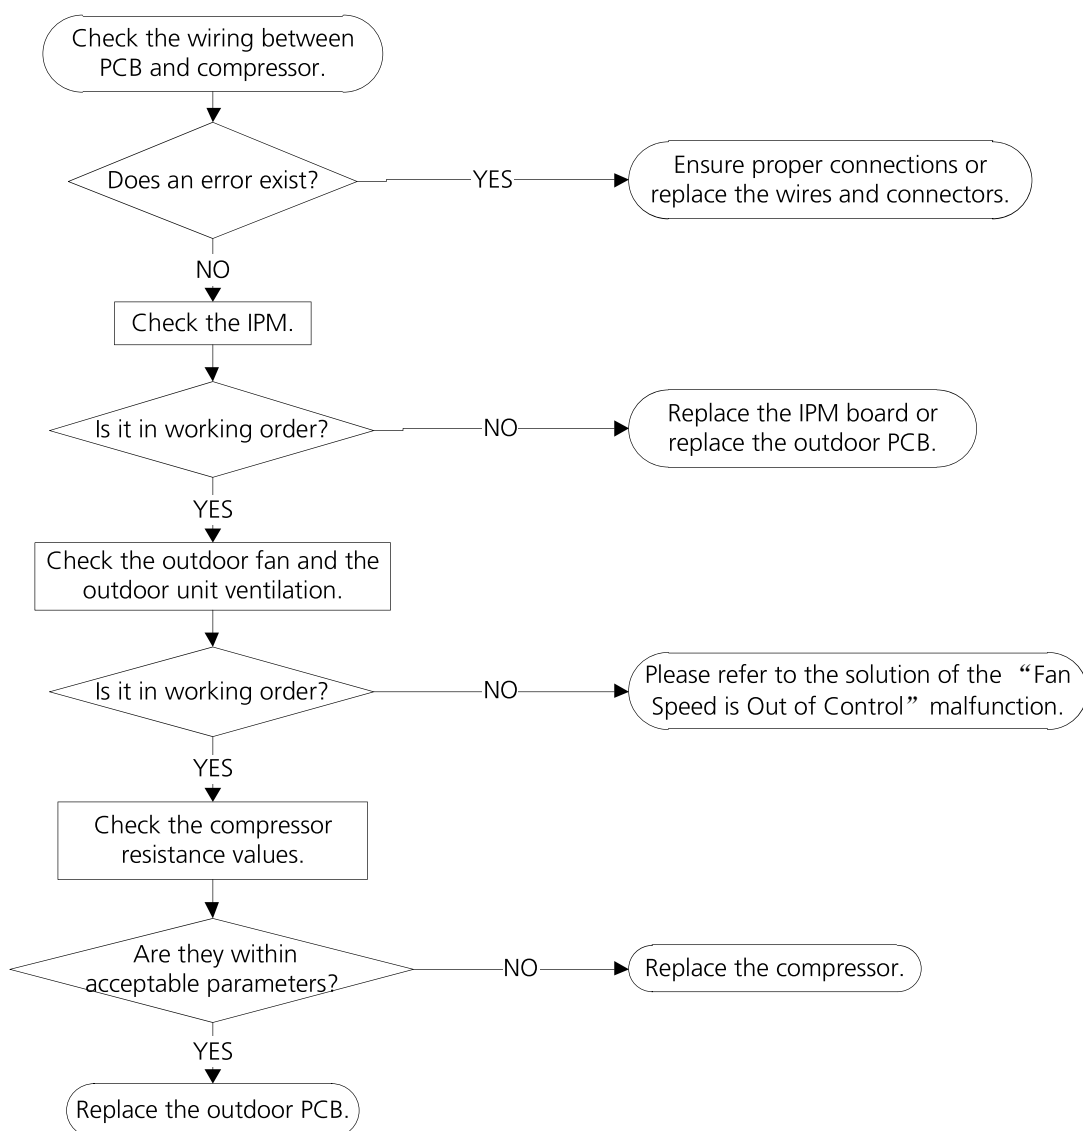 Check the wiring between
PCB and compressor.
Does an error exist?
YES
Ensure proper connections or
replace the wires and connectors.
NO
Check the IPM.
Is it in working order?
NO
Replace the IPM board or
replace the outdoor PCB.
YES
Check the outdoor fan and the
outdoor unit ventilation.
Is it in working order?
NO
Please refer to the solution of the “Fan
Speed is Out of Control” malfunction.
YES
Check the compressor
resistance values.
Are they within
acceptable parameters?
NO
Replace the compressor.
YES
Replace the outdoor PCB.